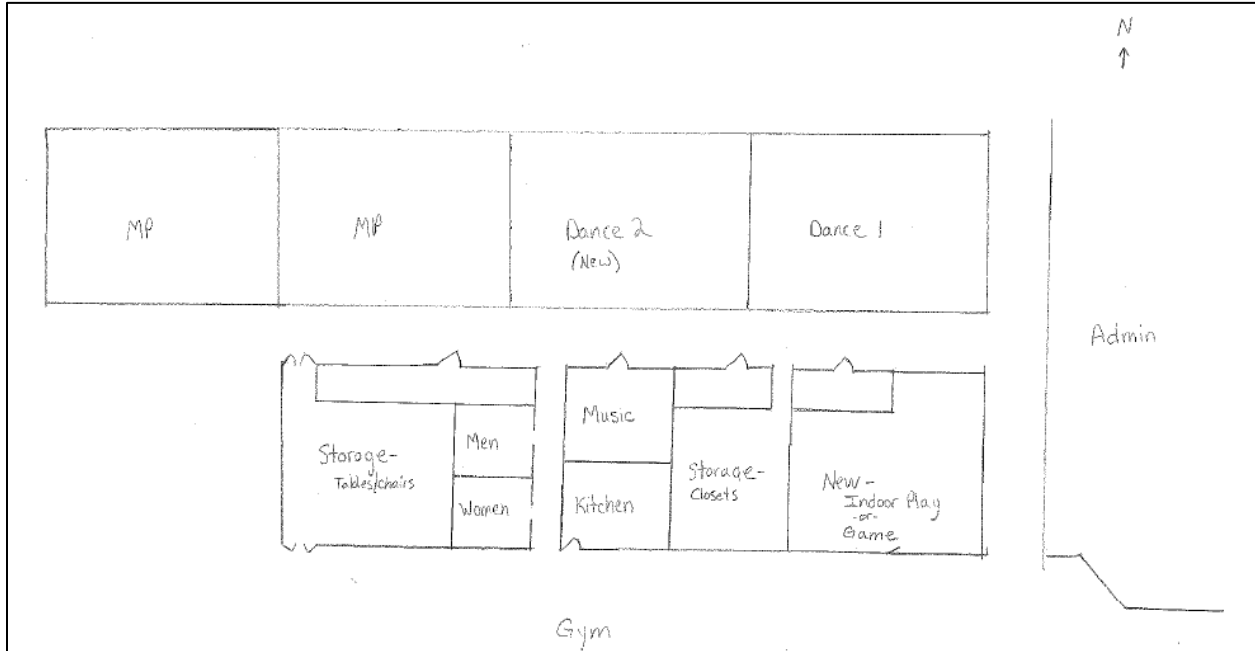 N
MP
MP
Dance 2
(New)
Dance 1
Admin
Storage-
Tables/chairs
Men
Women
Music
Kitchen
Storage-
Closets
New-
Indoor Play
-or-
Game
Gym